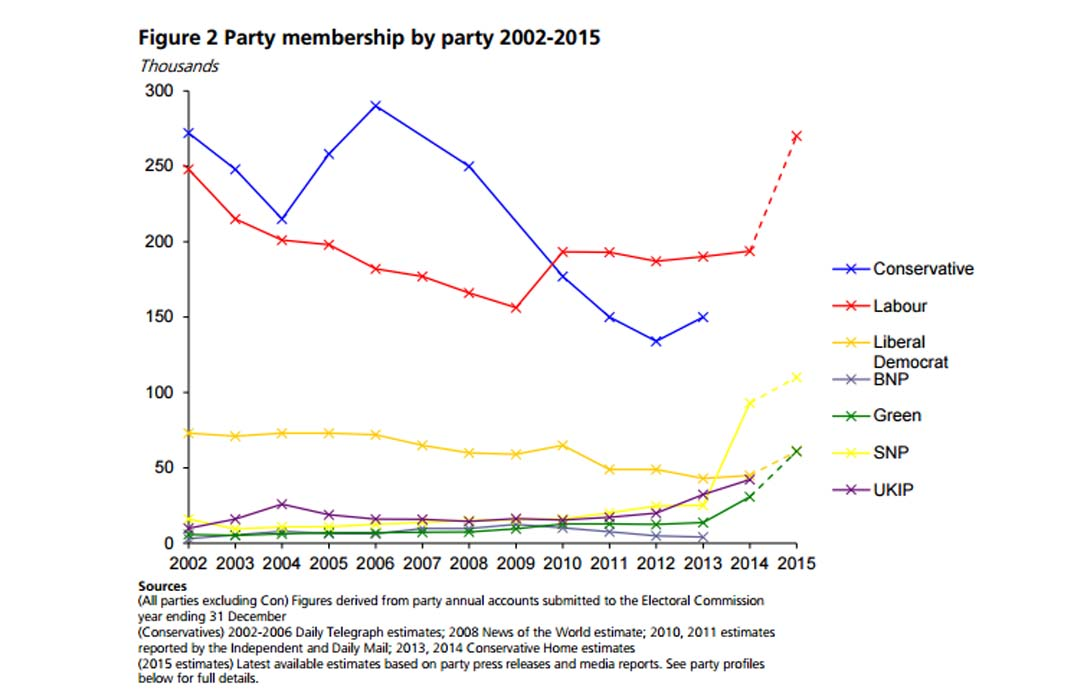 Figure 2 Party membership by party 2002-2015
Thousands
300
250
200
150
100
50
0
2002 2003 2004 2005 2006 2007 2008 2009 2010 2011 2012 2013 2014 2015
Conservative
Labour
Liberal
Democrat
BNP
Green
SNP
UKIP
Sources
(All parties excluding Con) Figures derived from party annual accounts submitted to the Electoral Commission
year ending 31 December
(Conservatives) 2002-2006 Daily Telegraph estimates; 2008 News of the World estimate; 2010, 2011 estimates
reported by the Independent and Daily Mail; 2013, 2014 Conservative Home estimates
(2015 estimates) Latest available estimates based on party press releases and media reports. See party profiles
below for full details.